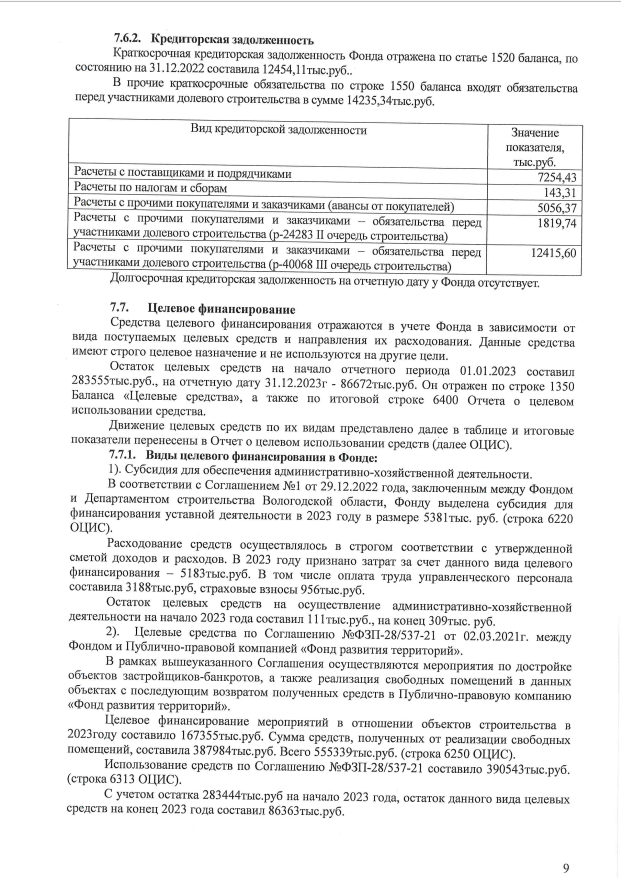 7.6.2. Кредиторская задолженность
Краткосрочная кредиторская задолженность Фонда отражена по статье 1520 баланса, по
состоянию на 31.12.2022 составила 12454,11тыс.руб..
В прочие краткосрочные обязательства по строке 1550 баланса входят обязательства
перед участниками долевого строительства в сумме 14235,34тыс.руб.
Вид кредиторской задолженности
Значение
показателя,
тыс.руб.
Расчеты с поставщиками и подрядчиками 7254,43
Расчеты по налогам и сборам 143,31
Расчеты с прочими покупателями и заказчиками (авансы от покупателей) 5056,37
Расчеты с прочими покупателями и заказчиками – обязательства перед 1819,74
участниками долевого строительства (р-24283 II очередь строительства)
Расчеты с прочими покупателями и заказчиками – обязательства перед 12415,60
участниками долевого строительства (р-40068 III очередь строительства)
Долгосрочная кредиторская задолженность на отчетную дату у Фонда отсутствует.
7.7. Целевое финансирование
Средства целевого финансирования отражаются в учете Фонда в зависимости от
вида поступаемых целевых средств и направления их расходования. Данные средства
имеют строго целевое назначение и не используются на другие цели.
Остаток целевых средств на начало отчетного периода 01.01.2023 составил
283555тыс.руб., на отчетную дату 31.12.2023г - 86672тыс.руб. Он отражен по строке 1350
Баланса «Целевые средства», а также по итоговой строке 6400 Отчета о целевом
использовании средства.
Движение целевых средств по их видам представлено далее в таблице и итоговые
показатели перенесены в Отчет о целевом использовании средств (далее ОЦИС).
7.7.1. Виды целевого финансирования в Фонде:
1). Субсидия для обеспечения административно-хозяйственной деятельности.
В соответствии с Соглашением №1 от 29.12.2022 года, заключенным между Фондом
и Департаментом строительства Вологодской области, Фонду выделена субсидия для
финансирования уставной деятельности в 2023 году в размере 5381тыс. руб. (строка 6220
ОЦИС).
Расходование средств осуществлялось в строгом соответствии с утвержденной
сметой доходов и расходов. В 2023 году признано затрат за счет данного вида целевого
финансирования – 5183тыс.руб. В том числе оплата труда управленческого персонала
составила 3188тыс.руб, страховые взносы 956тыс.руб.
Остаток целевых средств на осуществление административно-хозяйственной
деятельности на начало 2023 года составил 111тыс.руб., на конец 309тыс. руб.
2). Целевые средства по Соглашению №ФЗП-28/537-21 от 02.03.2021г. между
Фондом и Публично-правовой компанией «Фонд развития территорий».
В рамках вышеуказанного Соглашения осуществляются мероприятия по достройке
объектов застройщиков-банкротов, а также реализация свободных помещений в данных
объектах с последующим возвратом полученных средств в Публично-правовую компанию
«Фонд развития территорий».
Целевое финансирование мероприятий в отношении объектов строительства в
2023году составило 167355тыс.руб. Сумма средств, полученных от реализации свободных
помещений, составила 387984тыс.руб. Всего 555339тыс.руб. (строка 6250 ОЦИС).
Использование средств по Соглашению №ФЗП-28/537-21 составило 390543тыс.руб.
(строка 6313 ОЦИС).
С учетом остатка 283444тыс.руб на начало 2023 года, остаток данного вида целевых
средств на конец 2023 года составил 86363тыс.руб.
9